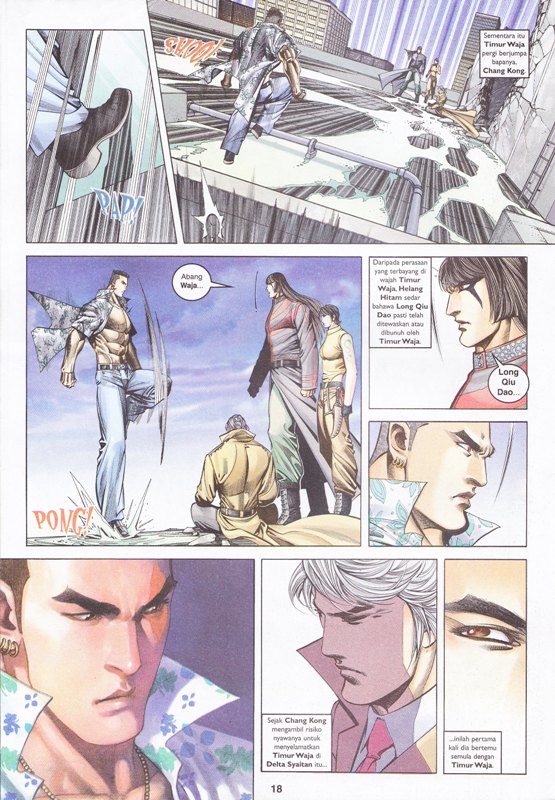 Sementara itu
Timur Waja
pergi berjumpa
bapanya,
Chang Kong.
SHOO!
PAP!
Abang
Waja...
Daripada perasaan
yang terbayang di
wajah Timur
Waja, Helang
Hitam sedar
bahawa Long Qiu
Dao pasti telah
ditewaskan atau
dibunuh oleh
Timur Waja.
Long
Qiu
Dao...
PONG!
Sejak Chang Kong
mengambil risiko
nyawanya untuk
menyelamatkan
Timur Waja di
Delta Syaitan itu...
...inilah pertama
kali dia bertemu
semula dengan
Timur Waja.
18